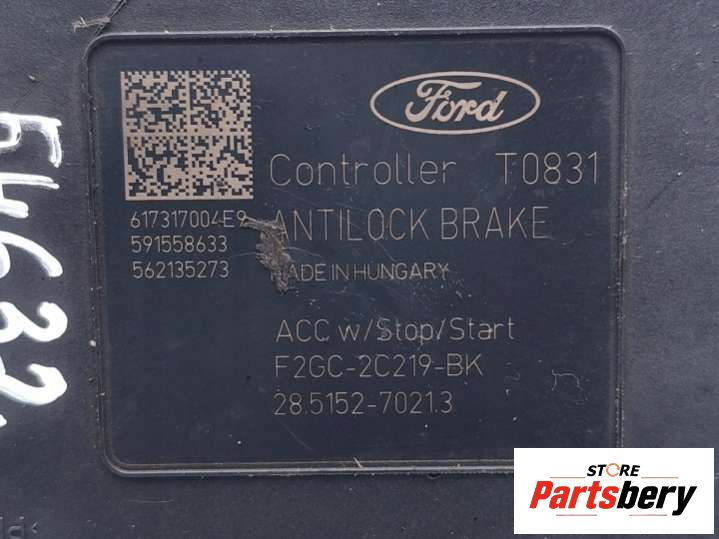 Ford
Controller T0831
617317004E9
591558633
562135273
ANTILOCK BRAKE
MADE IN HUNGARY
ACC w/Stop/Start
F2GC-2C219-BK
28.5152-7021.3
STORE
Partsbery